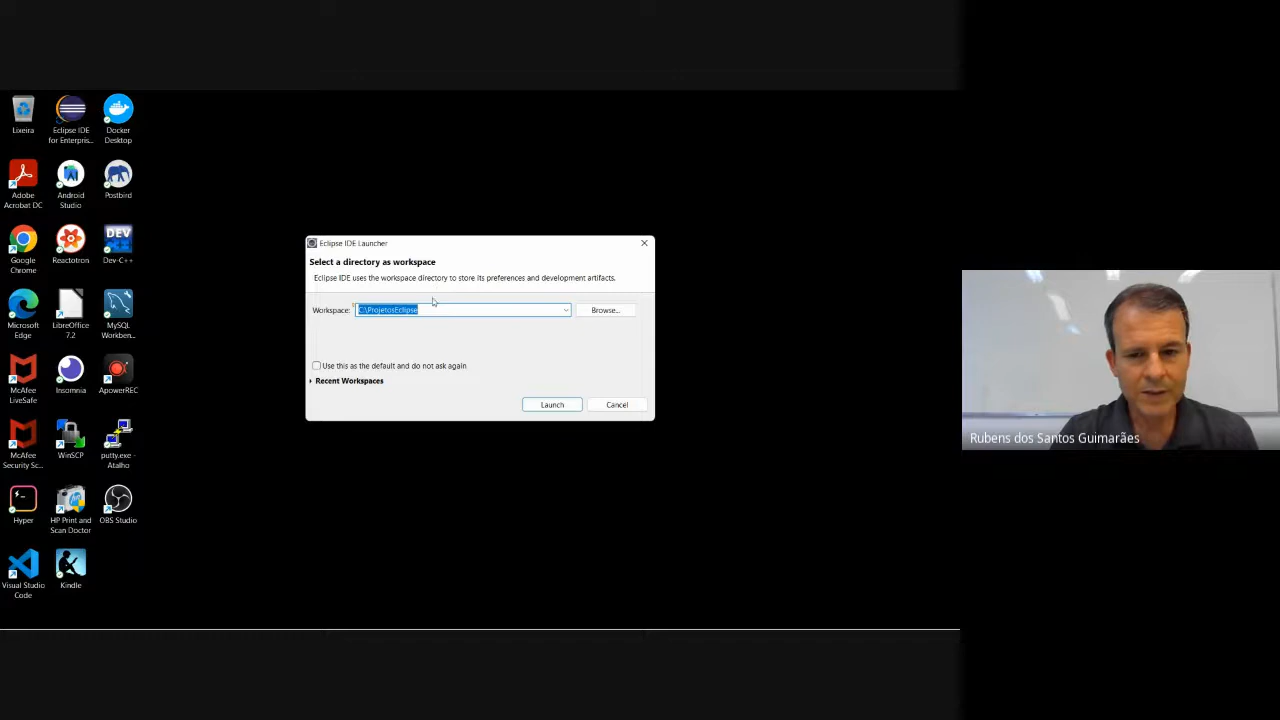 Lixeira
Eclipse IDE
for Enterpris...
Docker
Desktop
Adobe
Acrobat DC
Android
Studio
Postbird
Google
Chrome
Reactotron
DEV
Dev-C++
Microsoft
Edge
LibreOffice
7.2
MySQL
Workben...
McAfee
LiveSafe
Insomnia
ApowerREC
McAfee
Security Sc...
WinSCP
putty.exe -
Atalho
Hyper
HP Print and
Scan Doctor
OBS Studio
Visual Studio
Code
Kindle
Eclipse IDE Launcher
Select a directory as workspace
Eclipse IDE uses the workspace directory to store its preferences and development artifacts.
Workspace: C:\ProjetosEclipse Browse...
Use this as the default and do not ask again
Recent Workspaces
Launch Cancel
Rubens dos Santos Guimarães